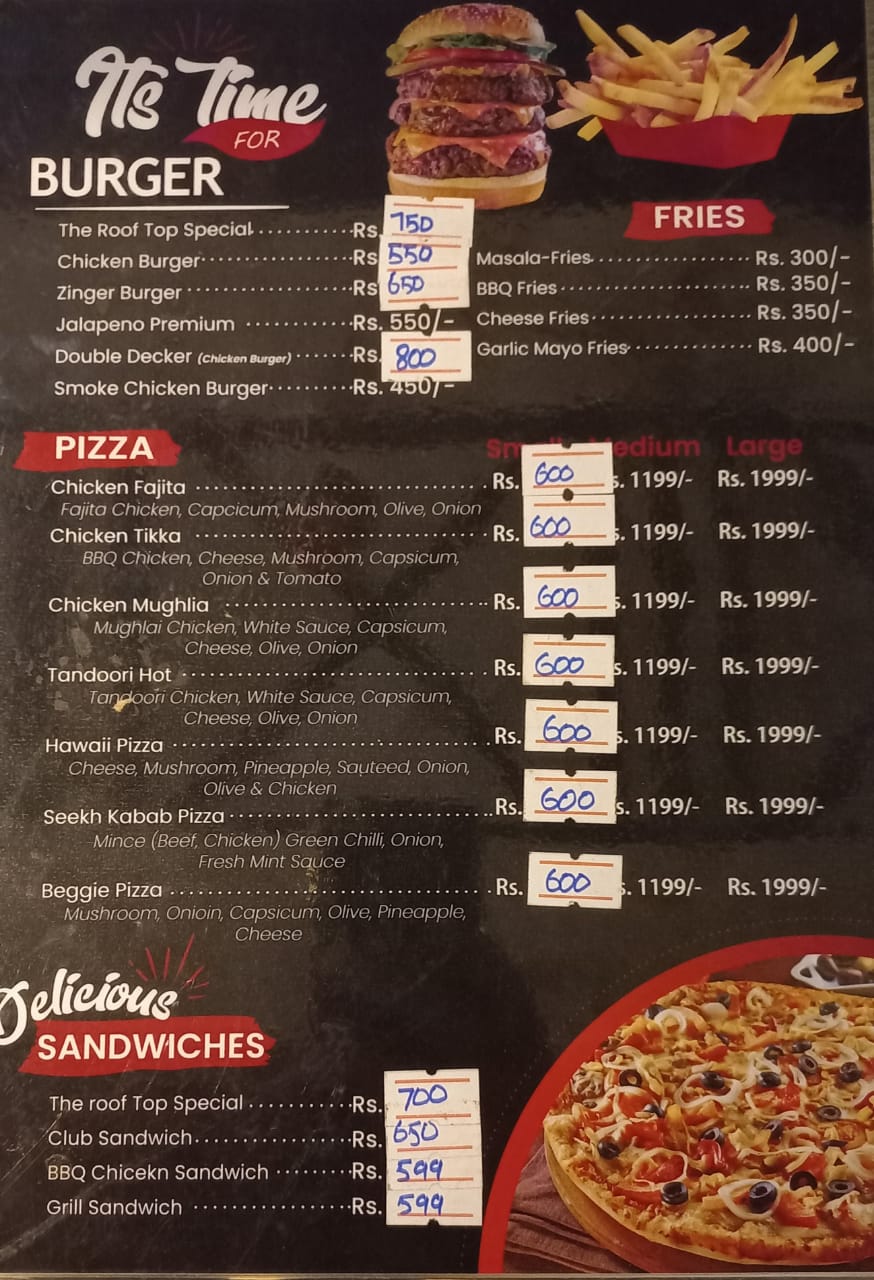 Its Time
FOR
BURGER
The Roof Top Special...........Rs. 750
Chicken Burger................Rs 550
Zinger Burger.................Rs 650
Jalapeno Premium...........Rs. 550/-
Double Decker (Chicken Burger)......Rs. 800
Smoke Chicken Burger.........Rs. 450/-
FRIES
Masala-Fries..................Rs. 300/-
BBQ Fries.....................Rs. 350/-
Cheese Fries..................Rs. 350/-
Garlic Mayo Fries.............Rs. 400/-
PIZZA Large
Chicken Fajita ..............................Rs. 600 1199/- Rs. 1999/-
Fajita Chicken, Capcicum, Mushroom, Olive, Onion
Chicken Tikka ..............................Rs. 600 1199/- Rs. 1999/-
BBQ Chicken, Cheese, Mushroom, Capsicum,
Onion & Tomato
Chicken Mughlia ...........................Rs. 600 s. 1199/- Rs. 1999/-
Mughlai Chicken, White Sauce, Capsicum,
Cheese, Olive, Onion
Tandoori Hot ..............................Rs. 600 s. 1199/- Rs. 1999/-
Tandoori Chicken, White Sauce, Capsicum,
Cheese, Olive, Onion
Hawaii Pizza ..............................Rs. 600 s. 1199/- Rs. 1999/-
Cheese, Mushroom, Pineapple, Sauteed, Onion,
Olive & Chicken
Seekh Kabab Pizza.........................Rs. 600 s. 1199/- Rs. 1999/-
Mince (Beef, Chicken) Green Chilli, Onion,
Fresh Mint Sauce
Beggie Pizza ..............................Rs. 600 s. 1199/- Rs. 1999/-
Mushroom, Onioin, Capsicum, Olive, Pineapple,
Cheese
Delicious
SANDWICHES
The roof Top Special..........Rs. 700
Club Sandwich...............Rs. 650
BBQ Chicekn Sandwich........Rs. 599
Grill Sandwich...............Rs. 599